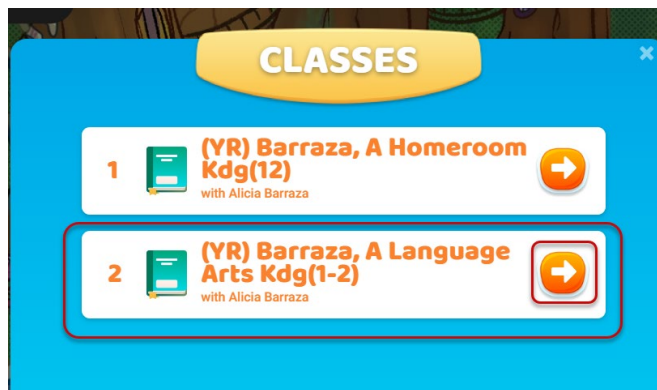 CLASSES
×
1
(YR) Barraza, A Homeroom
Kdg(12)
with Alicia Barraza
2
(YR) Barraza, A Language
Arts Kdg(1-2)
with Alicia Barraza